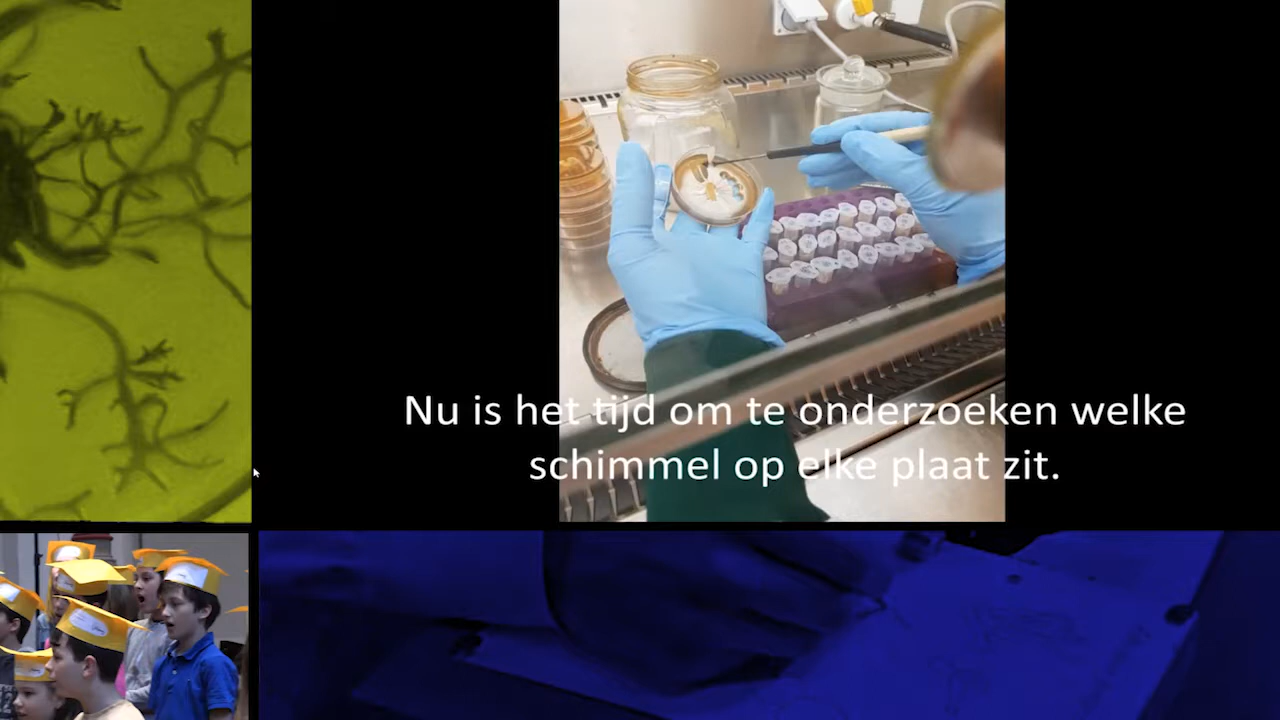 Nu is het tijd om te onderzoeken welke
schimmel op elke plaat zit.